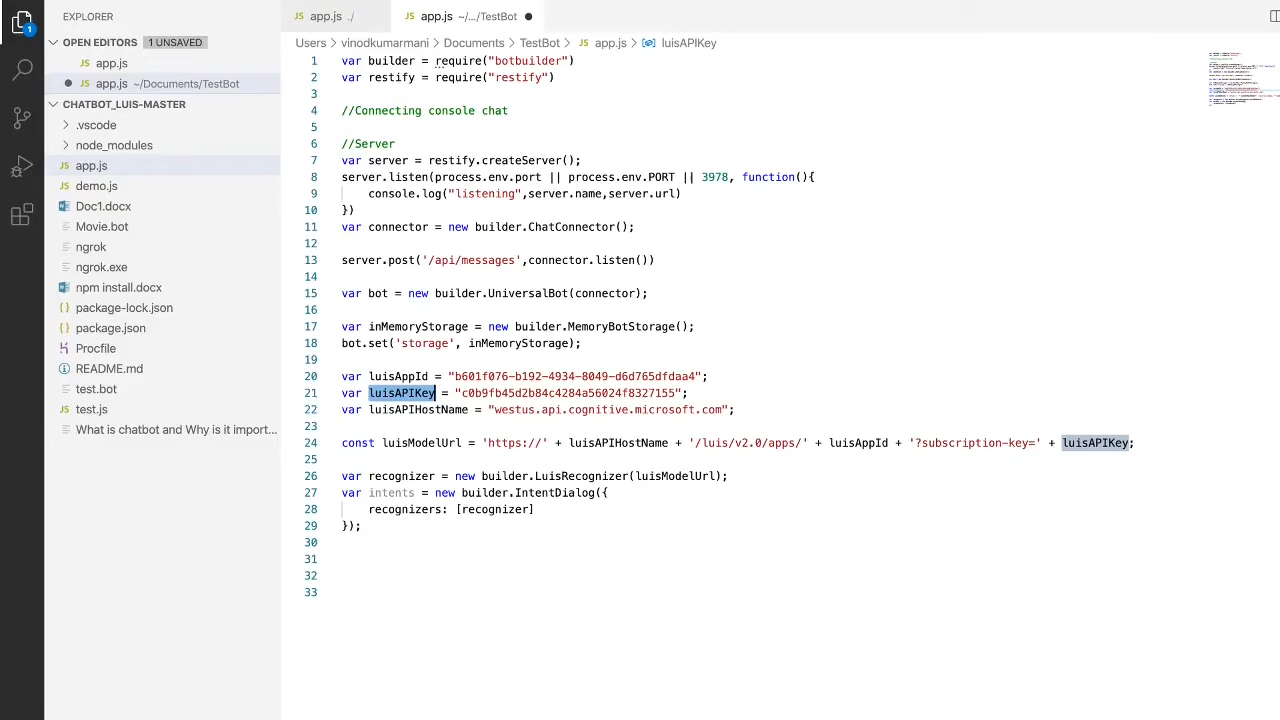 EXPLORER
OPEN EDITORS 1 UNSAVED
app.js
app.js ~/Documents/TestBot
CHATBOT_LUIS-MASTER
.vscode
node_modules
JS app.js
JS demo.js
Doc1.docx
Movie.bot
ngrok
ngrok.exe
npm install.docx
{} package-lock.json
{} package.json
Procfile
README.md
test.bot
JS test.js
What is chatbot and Why is it import...
1
JS app.js ./
JS app.js ~/.../TestBot
Users > vinodkumarmani > Documents > TestBot > JS app.js > luisAPIKey
1 var builder = require("botbuilder")
2 var restify = require("restify")
3
4 //Connecting console chat
5
6 //Server
7 var server = restify.createServer();
8 server.listen(process.env.port || process.env.PORT || 3978, function(){
9 console.log("listening",server.name,server.url)
10 })
11 var connector = new builder.ChatConnector();
12
13 server.post('/api/messages',connector.listen())
14
15 var bot = new builder.UniversalBot(connector);
16
17 var inMemoryStorage = new builder.MemoryBotStorage();
18 bot.set('storage', inMemoryStorage);
19
20 var luisAppId = "b601f076-b192-4934-8049-d6d765dfdaa4";
21 var luisAPIKey = "c0b9fb45d2b84c4284a56024f8327155";
22 var luisAPIHostName = "westus.api.cognitive.microsoft.com";
23
24 const luisModelUrl = 'https://' + luisAPIHostName + '/luis/v2.0/apps/' + luisAppId + '?subscription-key=' + luisAPIKey;
25
26 var recognizer = new builder.LuisRecognizer(luisModelUrl);
27 var intents = new builder.IntentDialog({
28 recognizers: [recognizer]
29 });
30
31
32
33